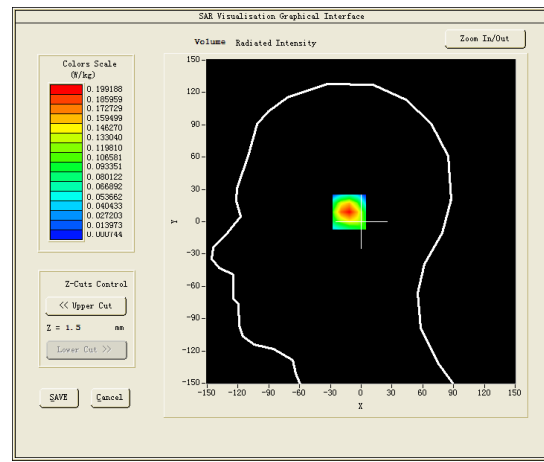 SAR Visualisation Graphical Interface
Volume Radiated Intensity
Zoom In/Out
Colors Scale
(W/kg)
0.199188
0.185959
0.172729
0.159499
0.146270
0.133040
0.119810
0.106581
0.093351
0.080122
0.066892
0.053662
0.040433
0.027203
0.013973
0.000744
Z-Cuts Control
<< Upper Cut
Z = 1.5 mm
Lower Cut >>
SAVE Cancel
150
120
90
60
30
0
-30
-60
-90
-120
-150
Y
-150 -120 -90 -60 -30 0 30 60 90 120 150
X